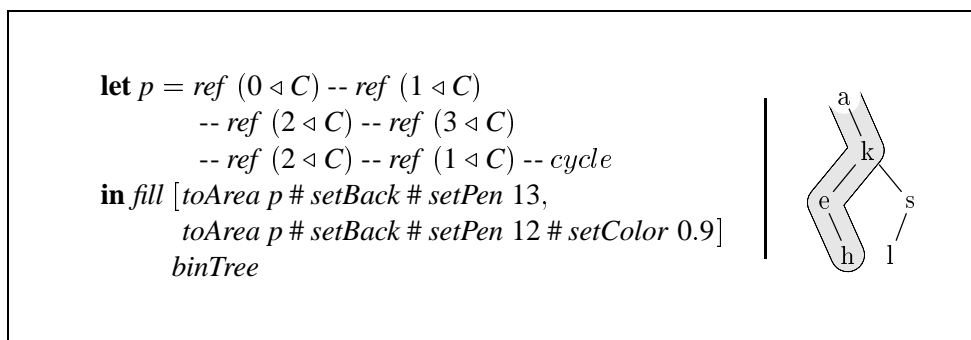 let p = ref (0 ◃ C) -- ref (1 ◃ C)
-- ref (2 ◃ C) -- ref (3 ◃ C)
-- ref (2 ◃ C) -- ref (1 ◃ C) -- cycle
in fill [toArea p # setBack # setPen 13,
toArea p # setBack # setPen 12 # setColor 0.9]
binTree
a
k
e s
h l